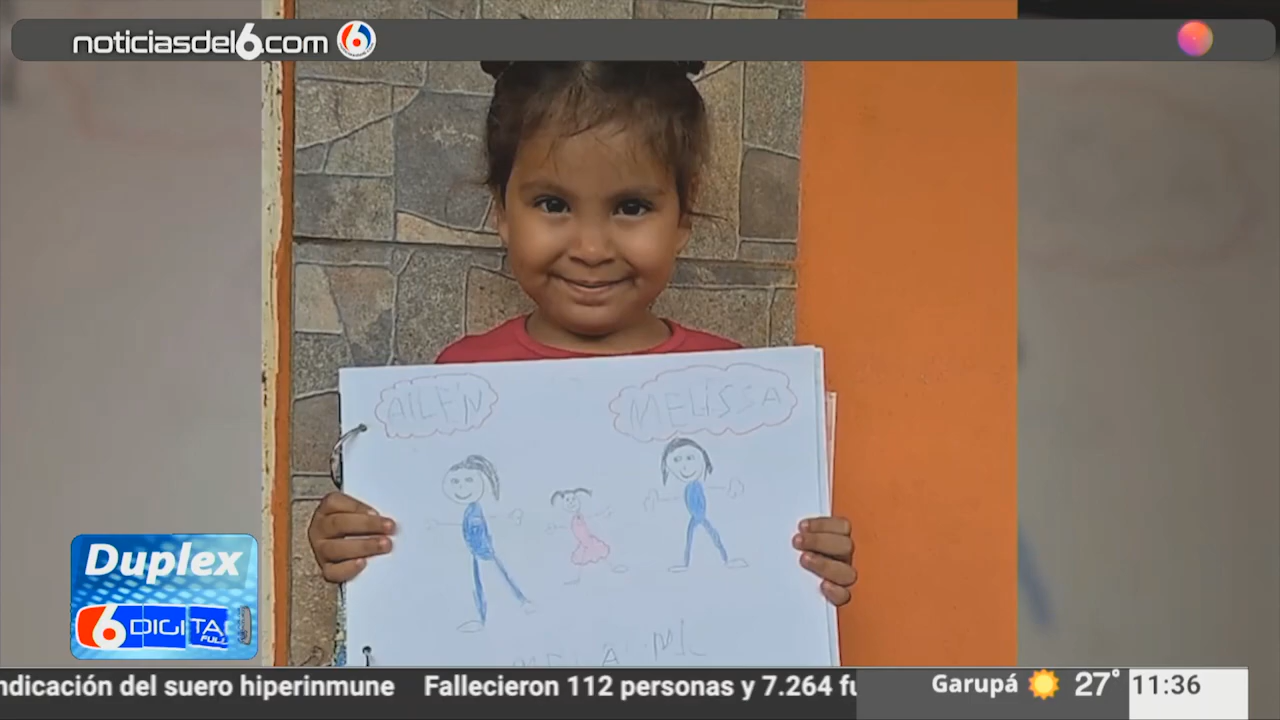 noticiasdel6.com
AILEN
MELISSA
Duplex
6 DIGITAL
FULL
ndicación del suero hiperinmune Fallecieron 112 personas y 7.264 fu
Garupá 27° 11:36